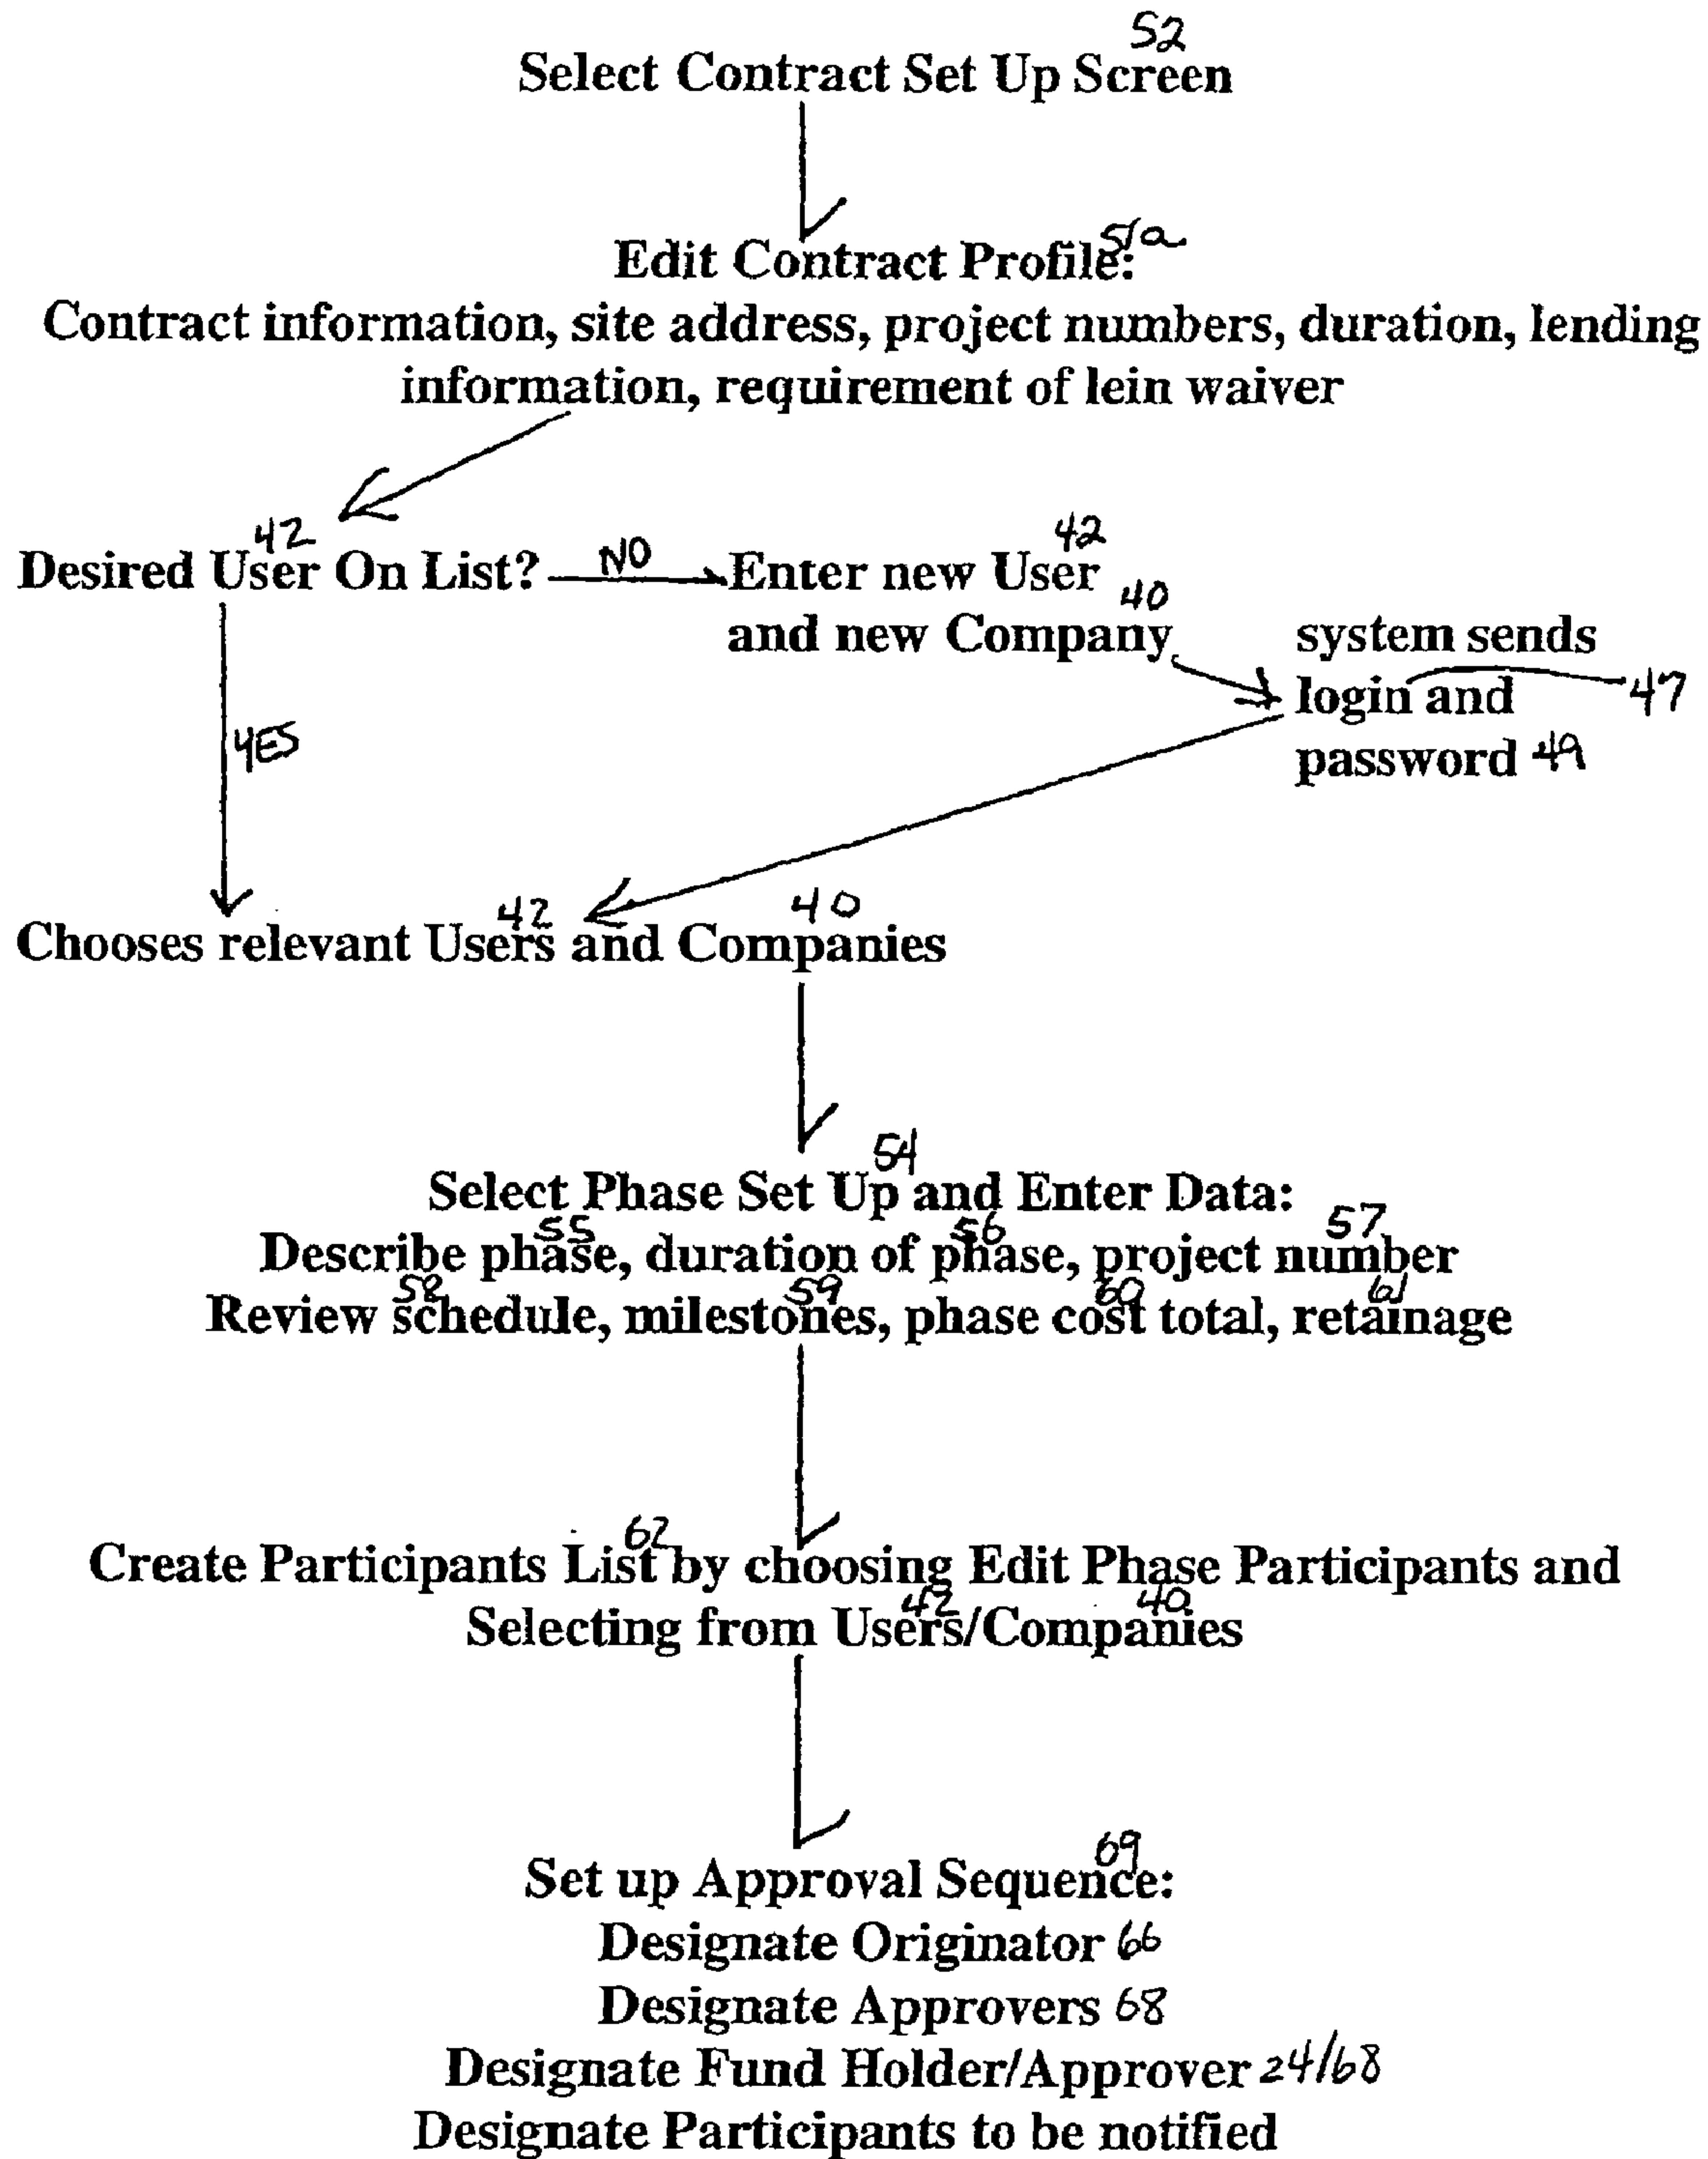 52
Select Contract Set Up Screen
51a
Edit Contract Profile:
Contract information, site address, project numbers, duration, lending
information, requirement of lein waiver
42
Desired User On List?
NO
42
Enter new User
40
and new Company
system sends
login and
47
password 49
YES
42 40
Chooses relevant Users and Companies
54
Select Phase Set Up and Enter Data:
55 56 57
Describe phase, duration of phase, project number
58 59 60 61
Review schedule, milestones, phase cost total, retainage
62
Create Participants List by choosing Edit Phase Participants and
42 40
Selecting from Users/Companies
69
Set up Approval Sequence:
Designate Originator 66
Designate Approvers 68
Designate Fund Holder/Approver 24/68
Designate Participants to be notified